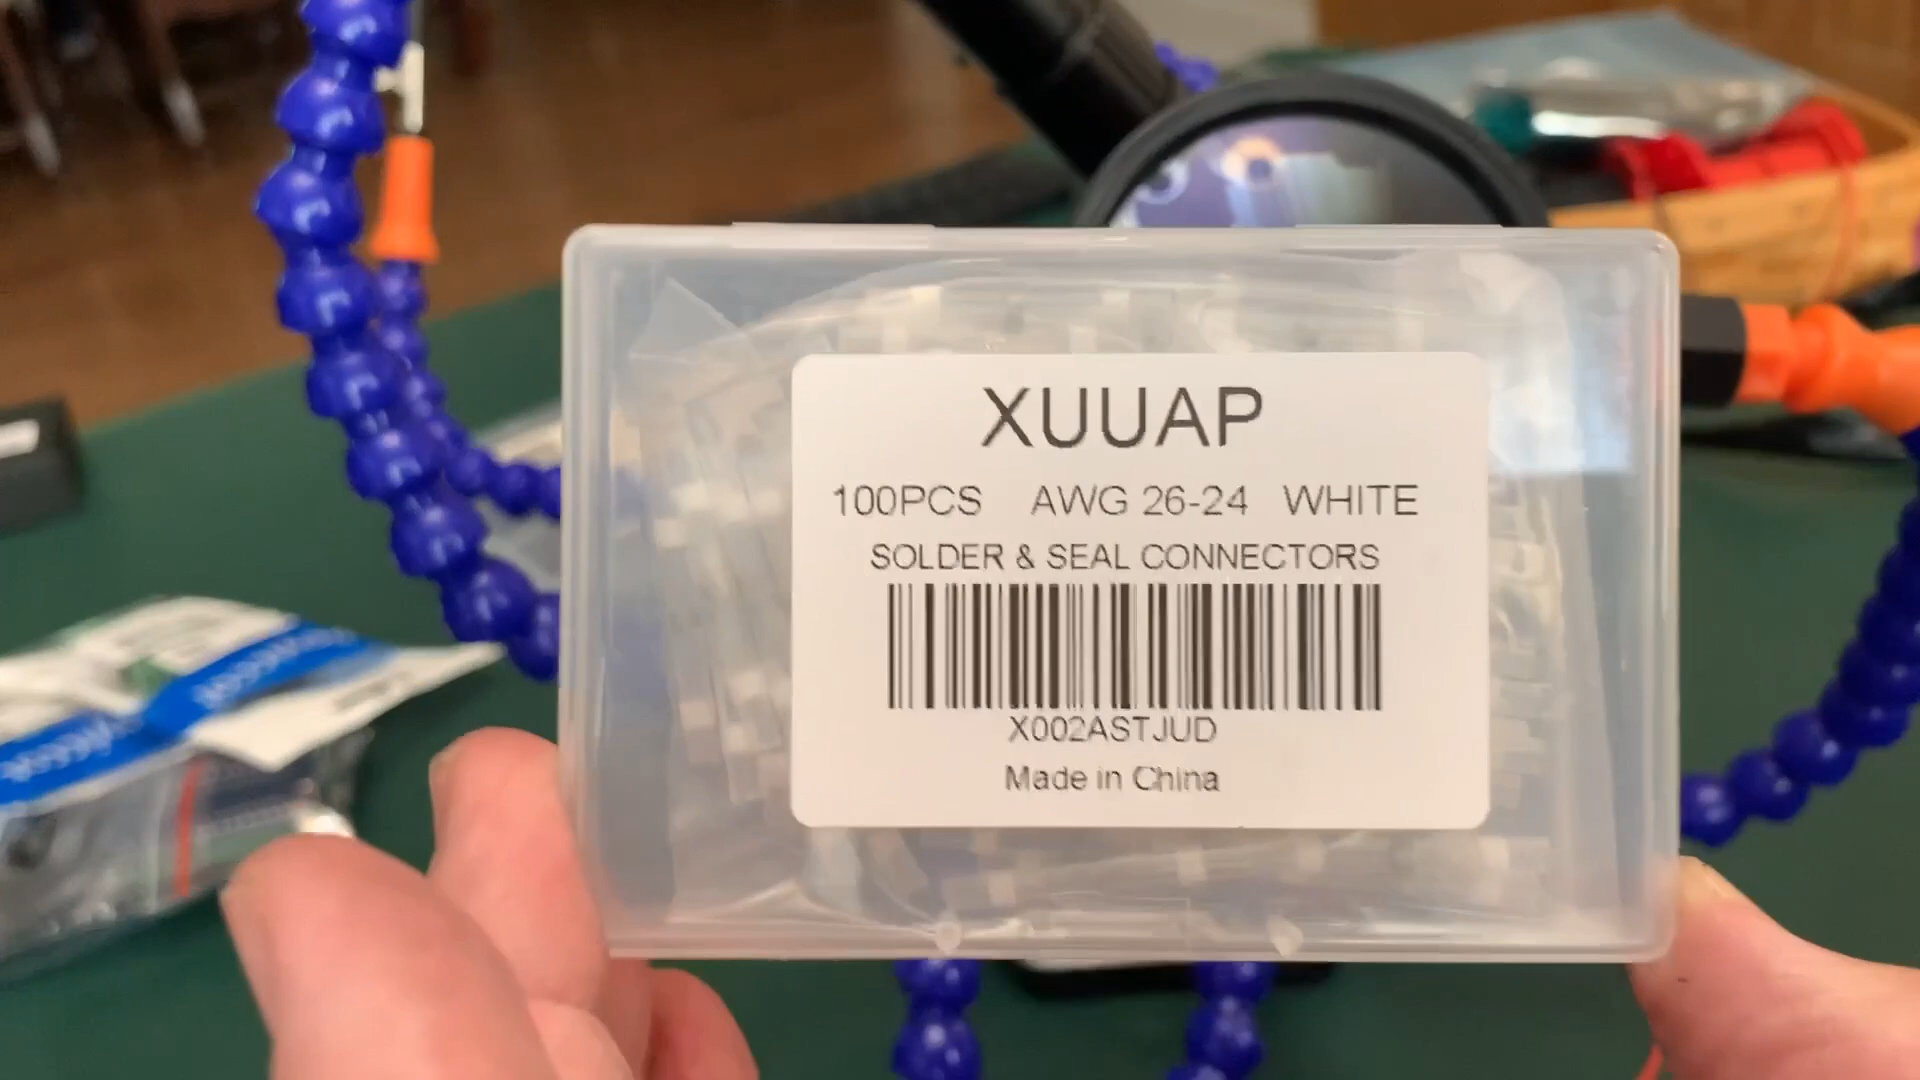 XUUAP
100PCS AWG 26-24 WHITE
SOLDER & SEAL CONNECTORS
X002ASTJUD
Made in China